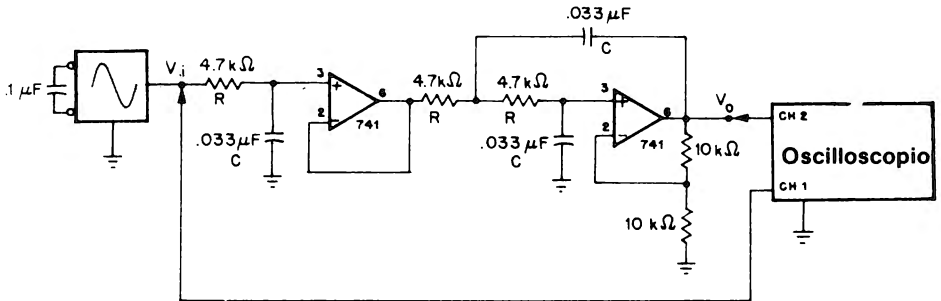 .1 μF
V.i
4.7 kΩ
R
.033 μF
C
3
+
2
−
6
741
4.7 kΩ
R
4.7 kΩ
R
.033 μF
C
.033 μF
C
3
+
2
−
6
741
10 kΩ
10 kΩ
Vo
CH 2
Oscilloscopio
CH 1